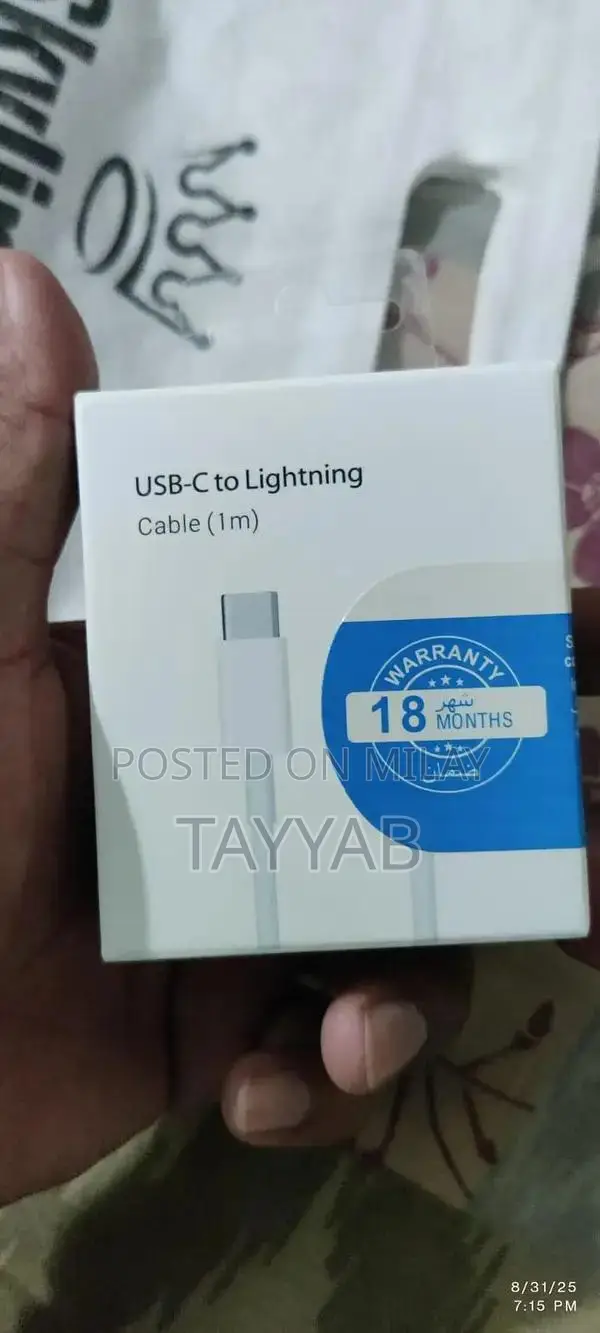 USB-C to Lightning
Cable (1m)
WARRANTY
18 شهر
MONTHS
ضمان
POSTED ON MILAY
TAYYAB
8/31/25
7:15 PM